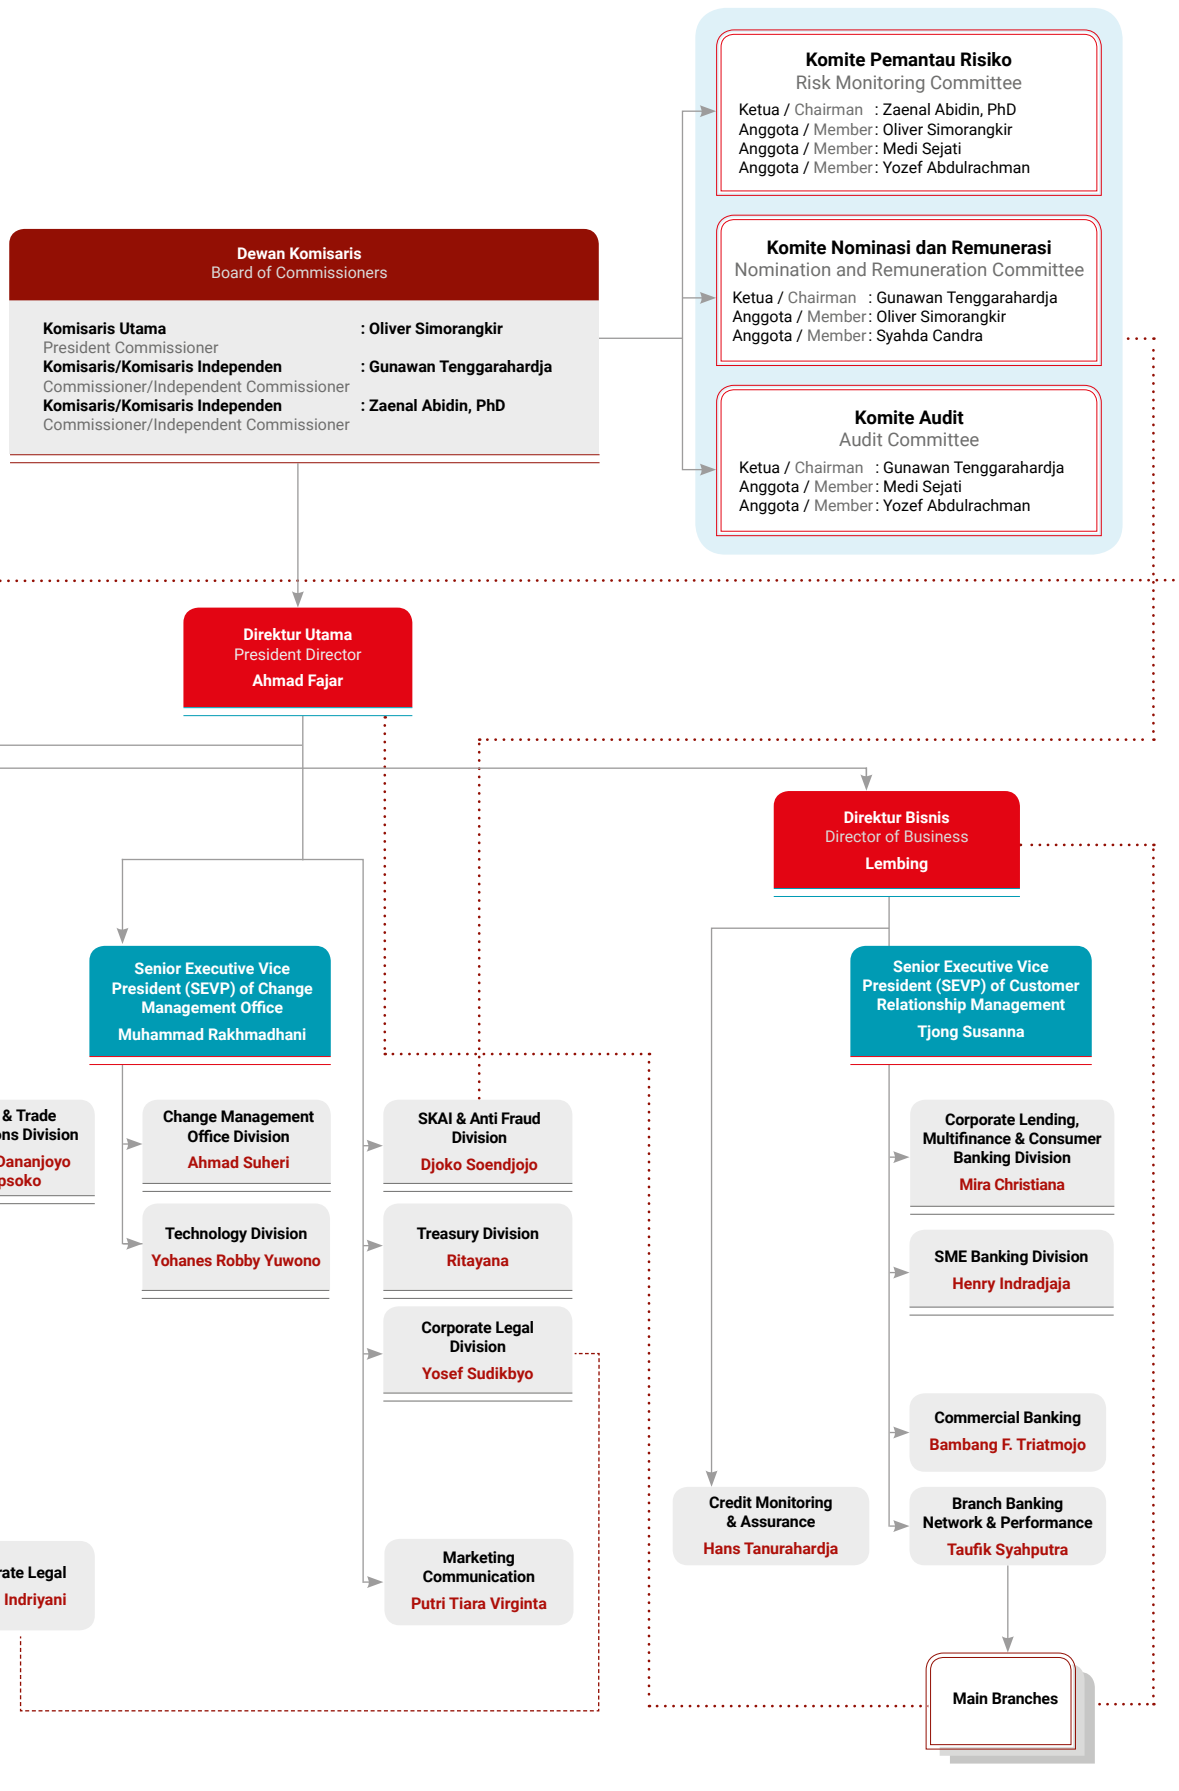 Komite Pemantau Risiko
Risk Monitoring Committee
Ketua / Chairman : Zaenal Abidin, PhD
Anggota / Member : Oliver Simorangkir
Anggota / Member : Medi Sejati
Anggota / Member : Yozef Abdulrachman
Dewan Komisaris
Board of Commissioners
Komisaris Utama : Oliver Simorangkir
President Commissioner
Komisaris/Komisaris Independen : Gunawan Tenggarahardja
Commissioner/Independent Commissioner
Komisaris/Komisaris Independen : Zaenal Abidin, PhD
Commissioner/Independent Commissioner
Komite Nominasi dan Remunerasi
Nomination and Remuneration Committee
Ketua / Chairman : Gunawan Tenggarahardja
Anggota / Member : Oliver Simorangkir
Anggota / Member : Syahda Candra
Komite Audit
Audit Committee
Ketua / Chairman : Gunawan Tenggarahardja
Anggota / Member : Medi Sejati
Anggota / Member : Yozef Abdulrachman
Direktur Utama
President Director
Ahmad Fajar
Direktur Bisnis
Director of Business
Lembing
Senior Executive Vice
President (SEVP) of Change
Management Office
Muhammad Rakhmadhani
Senior Executive Vice
President (SEVP) of Customer
Relationship Management
Tjong Susanna
& Trade
ons Division
Dananjoyo
psoko
Change Management
Office Division
Ahmad Suheri
SKAI & Anti Fraud
Division
Djoko Soendjojo
Corporate Lending,
Multifinance & Consumer
Banking Division
Mira Christiana
Technology Division
Yohanes Robby Yuwono
Treasury Division
Ritayana
SME Banking Division
Henry Indradjaja
Corporate Legal
Division
Yosef Sudikbyo
Commercial Banking
Bambang F. Triatmojo
Credit Monitoring
& Assurance
Hans Tanurahardja
Branch Banking
Network & Performance
Taufik Syahputra
rate Legal
Indriyani
Marketing
Communication
Putri Tiara Virginta
Main Branches